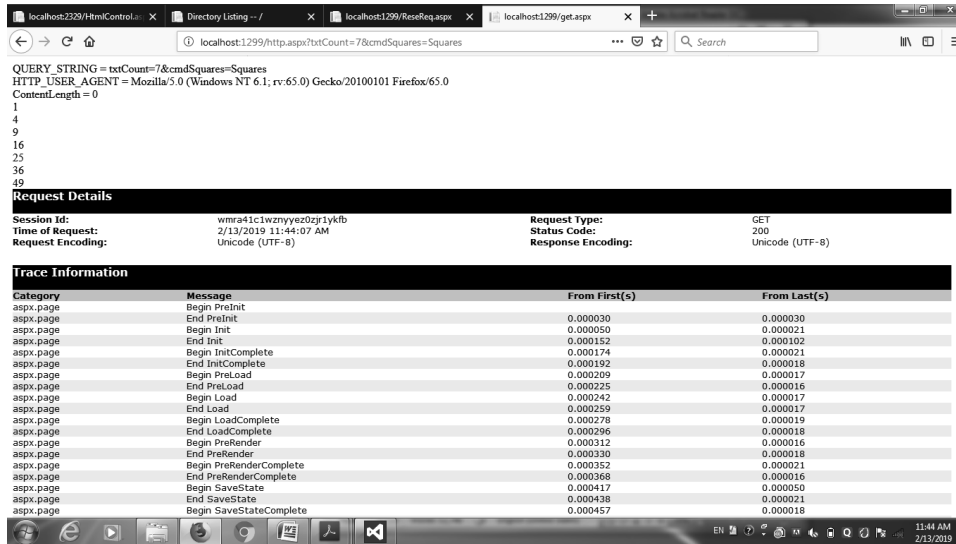 localhost:2329/HtmlControl.as
Directory Listing -- /
localhost:1299/ReseReq.aspx
localhost:1299/get.aspx
localhost:1299/http.aspx?txtCount=7&cmdSquares=Squares
Search
QUERY_STRING = txtCount=7&cmdSquares=Squares
HTTP_USER_AGENT = Mozilla/5.0 (Windows NT 6.1; rv:65.0) Gecko/20100101 Firefox/65.0
ContentLength = 0
1
4
9
16
25
36
49
Request Details
Session Id: wmra41c1wznyyez0zjr1ykfb Request Type: GET
Time of Request: 2/13/2019 11:44:07 AM Status Code: 200
Request Encoding: Unicode (UTF-8) Response Encoding: Unicode (UTF-8)
Trace Information
Category Message From First(s) From Last(s)
aspx.page Begin PreInit
aspx.page End PreInit 0.000030 0.000030
aspx.page Begin Init 0.000050 0.000021
aspx.page End Init 0.000152 0.000102
aspx.page Begin InitComplete 0.000174 0.000021
aspx.page End InitComplete 0.000192 0.000018
aspx.page Begin PreLoad 0.000209 0.000017
aspx.page End PreLoad 0.000225 0.000016
aspx.page Begin Load 0.000242 0.000017
aspx.page End Load 0.000259 0.000017
aspx.page Begin LoadComplete 0.000278 0.000019
aspx.page End LoadComplete 0.000296 0.000018
aspx.page Begin PreRender 0.000312 0.000016
aspx.page End PreRender 0.000330 0.000018
aspx.page Begin PreRenderComplete 0.000352 0.000021
aspx.page End PreRenderComplete 0.000368 0.000016
aspx.page Begin SaveState 0.000417 0.000050
aspx.page End SaveState 0.000438 0.000021
aspx.page Begin SaveStateComplete 0.000457 0.000018
EN
11:44 AM
2/13/2019